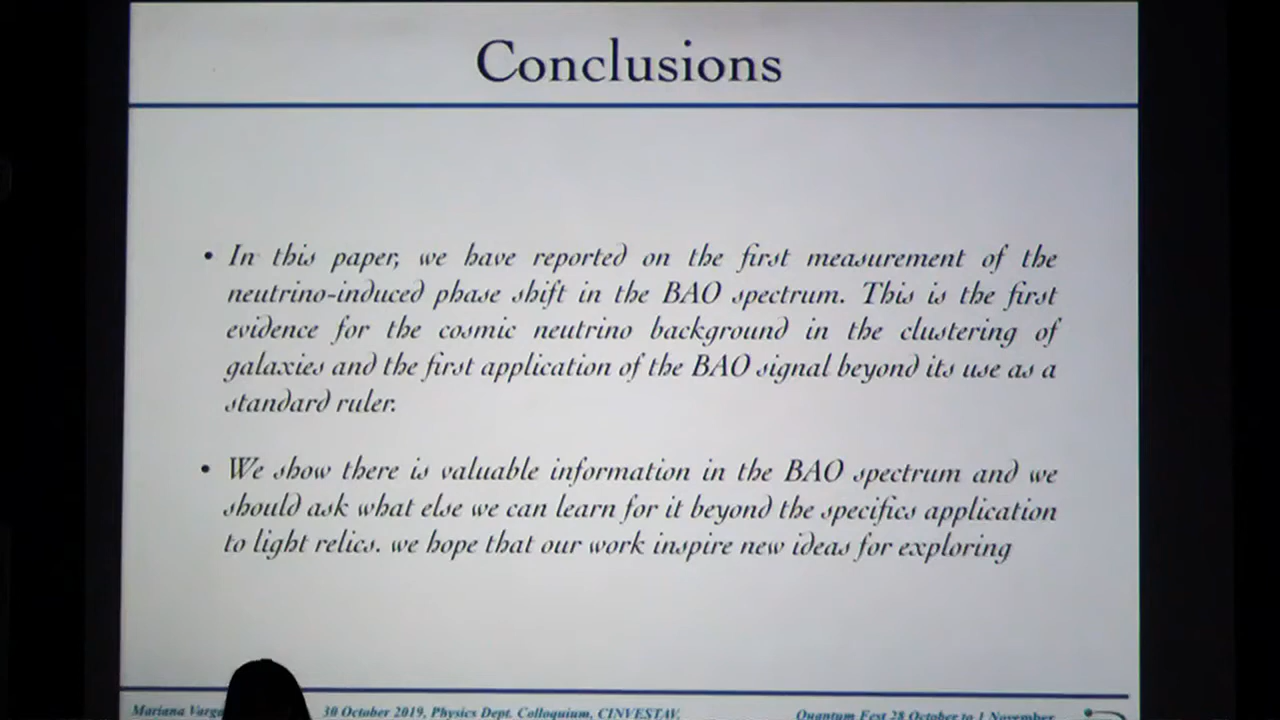 Conclusions
• In this paper, we have reported on the first measurement of the
neutrino-induced phase shift in the BAO spectrum. This is the first
evidence for the cosmic neutrino background in the clustering of
galaxies and the first application of the BAO signal beyond its use as a
standard ruler.
• We show there is valuable information in the BAO spectrum and we
should ask what else we can learn for it beyond the specifics application
to light relics. we hope that our work inspire new ideas for exploring
Mariana 30 October 2019, Physics Dept. Colloquium, CINVESTAV. Quantum Fest 28 October to 1 November